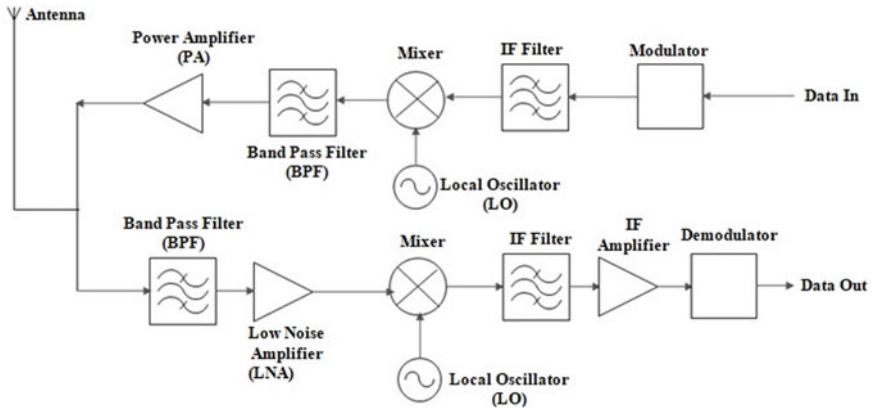 Antenna
Power Amplifier
(PA)
Mixer
IF Filter
Modulator
Data In
Band Pass Filter
(BPF)
Local Oscillator
(LO)
Band Pass Filter
(BPF)
Mixer
IF Filter
IF
Amplifier
Demodulator
Data Out
Low Noise
Amplifier
(LNA)
Local Oscillator
(LO)